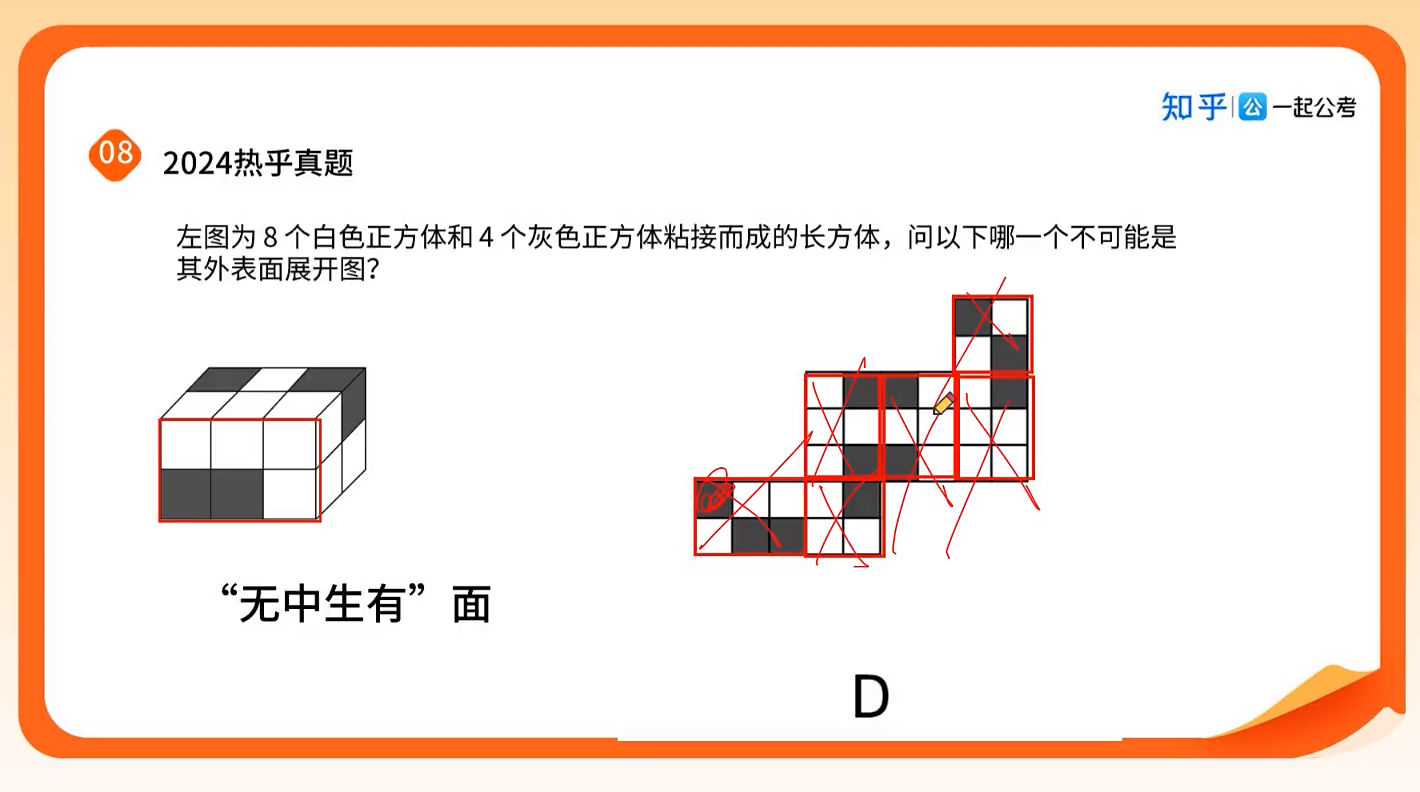 知乎 公 一起公考
08 2024热乎真题
左图为 8 个白色正方体和 4 个灰色正方体粘接而成的长方体，问以下哪一个不可能是
其外表面展开图？
“无中生有”面
D